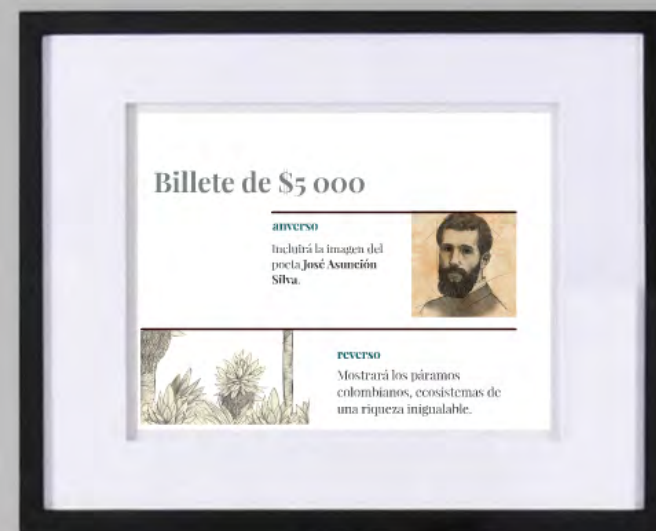 Billete de $5 000
anverso
Incluirá la imagen del
poeta José Asunción
Silva.
reverso
Mostrará los páramos
colombianos, ecosistemas de
una riqueza inigualable.